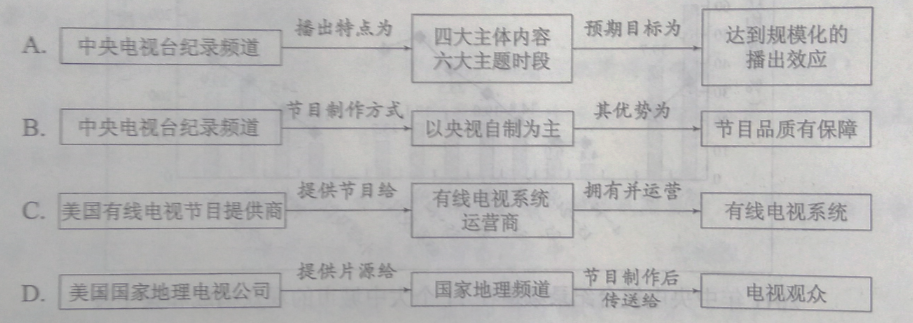 播出特点为 预期目标为
A. 中央电视台纪录频道 四大主体内容 六大主题时段 达到规模化的 播出效应
节目制作方式 其优势为
B. 中央电视台纪录频道 以央视自制为主 节目品质有保障
提供节目给 拥有并运营
C. 美国有线电视节目提供商 有线电视系统 运营商 有线电视系统
提供片源给 节目制作后 传送给
D. 美国国家地理电视公司 国家地理频道 电视观众